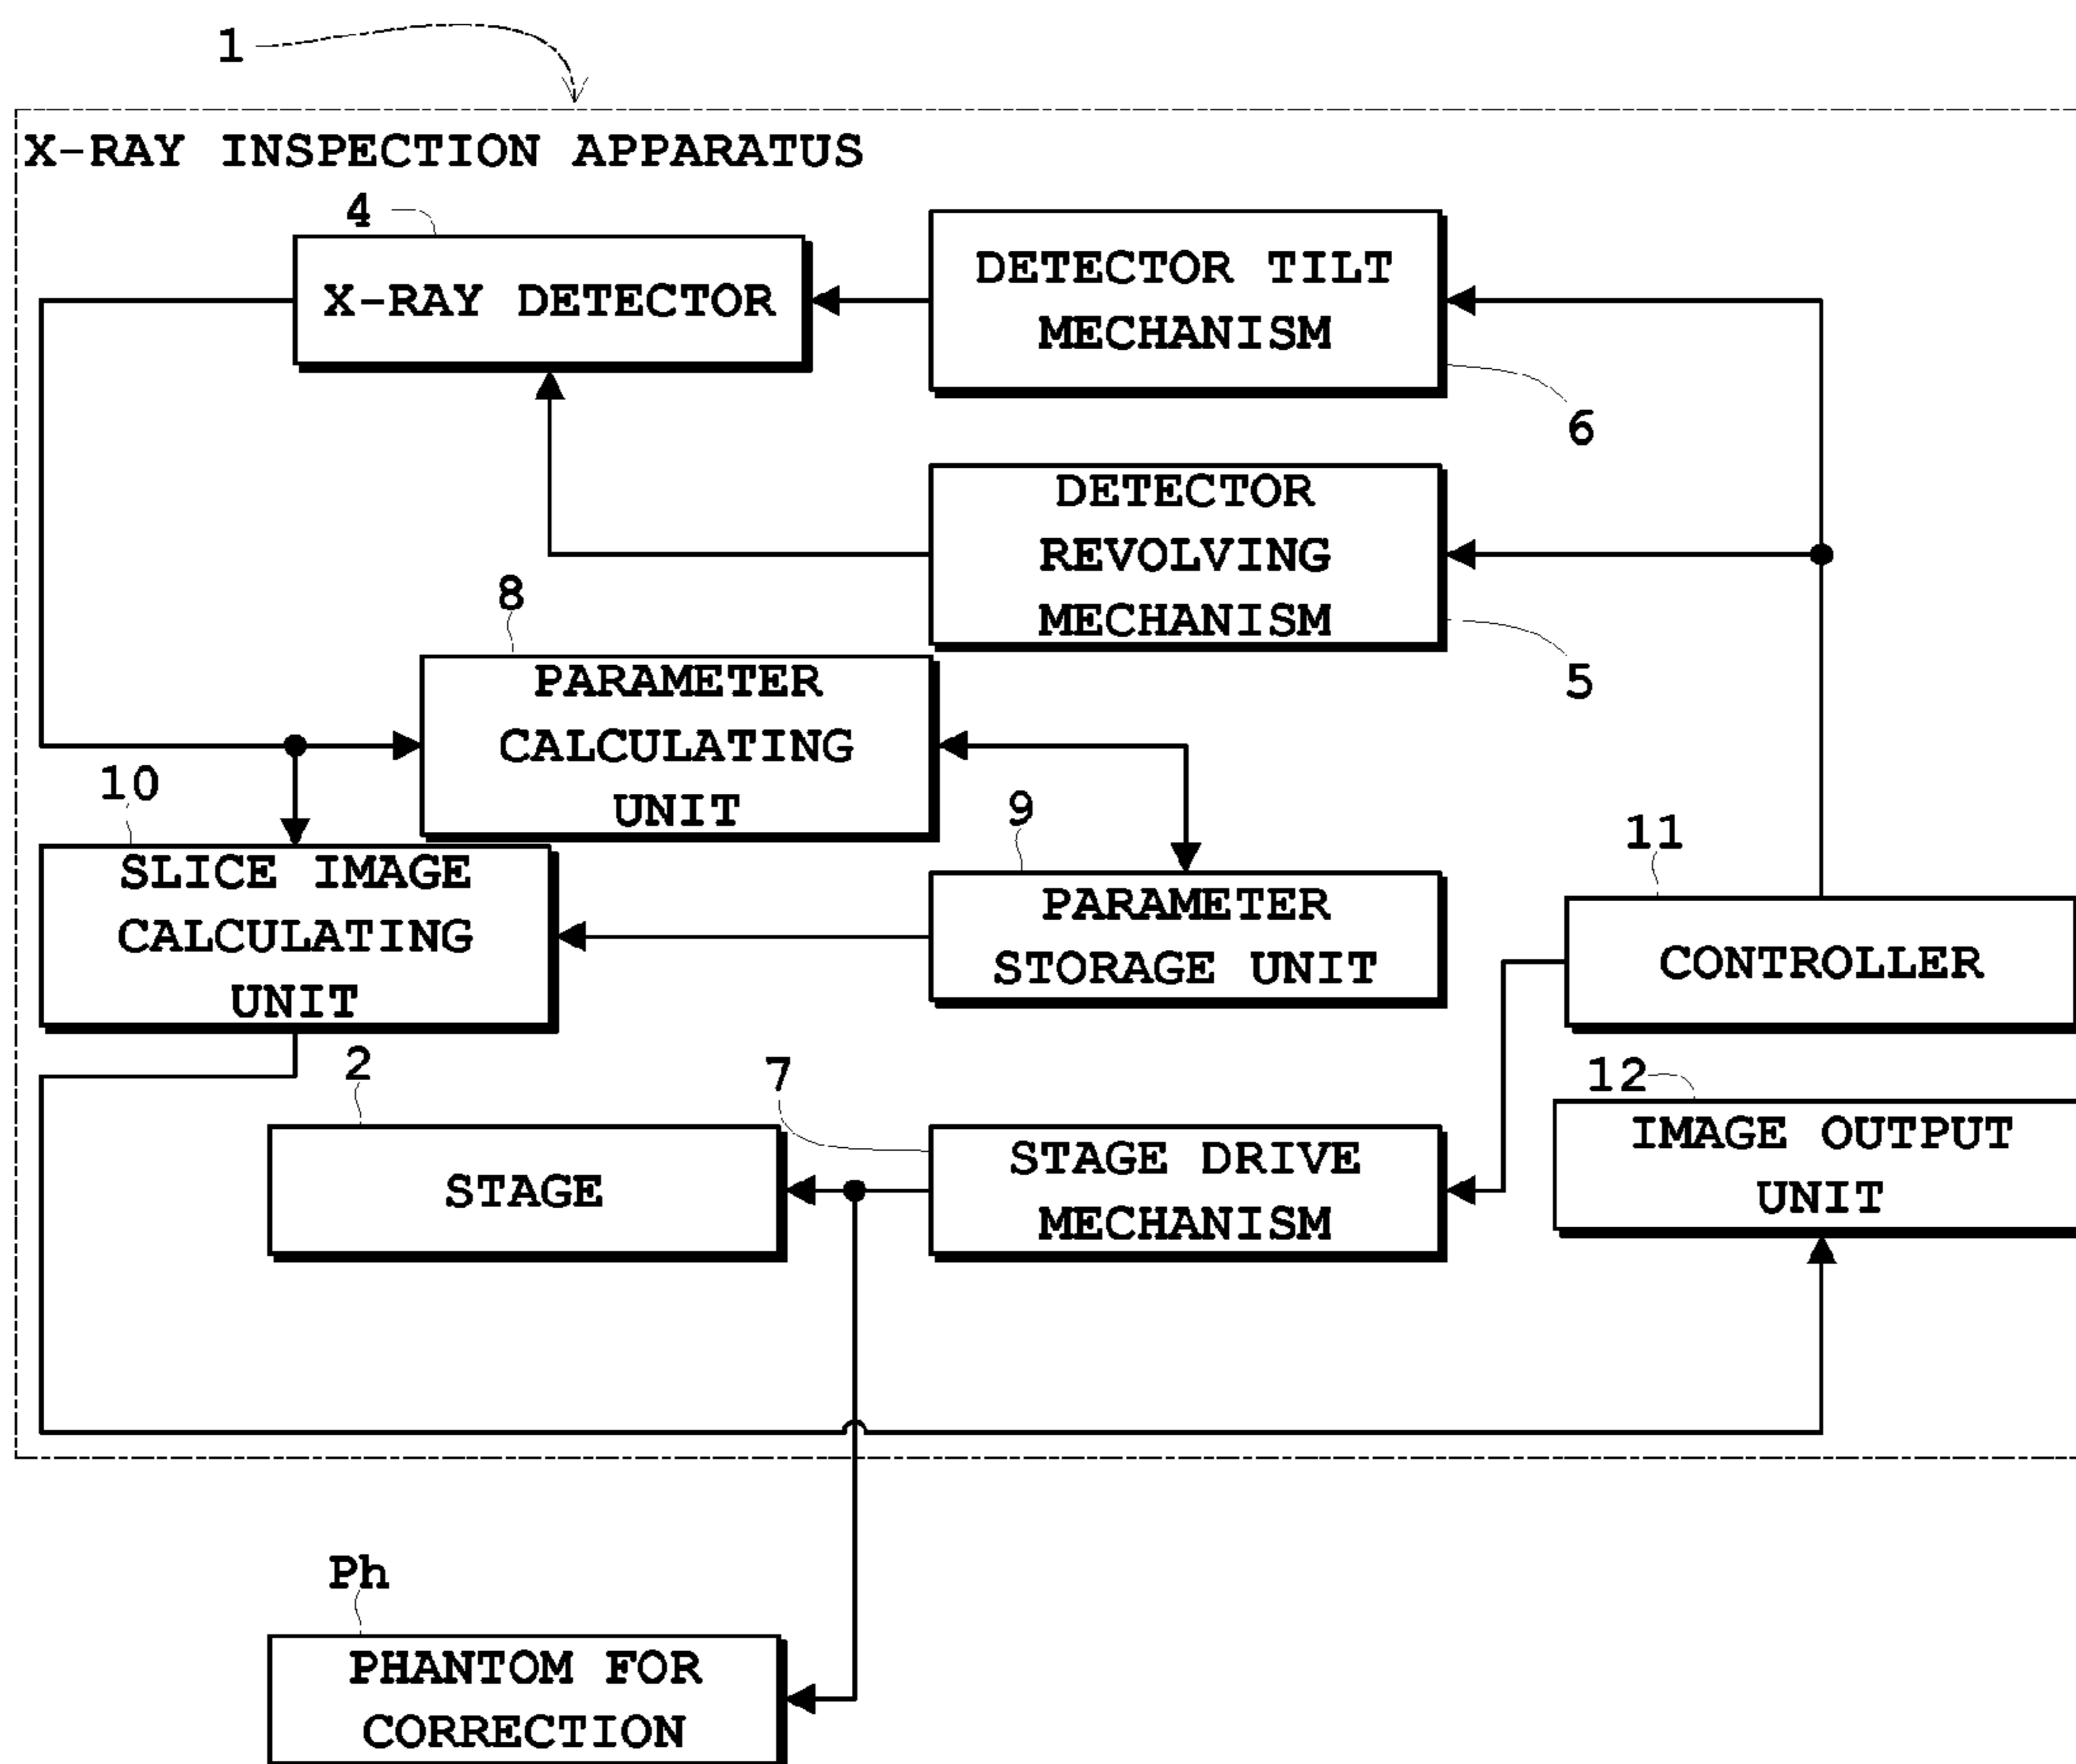 1
X-RAY INSPECTION APPARATUS
4
X-RAY DETECTOR
DETECTOR TILT
MECHANISM
6
DETECTOR
REVOLVING
MECHANISM
5
8
PARAMETER
CALCULATING
UNIT
10
SLICE IMAGE
CALCULATING
UNIT
9
PARAMETER
STORAGE UNIT
11
CONTROLLER
2
STAGE
7
STAGE DRIVE
MECHANISM
12
IMAGE OUTPUT
UNIT
Ph
PHANTOM FOR
CORRECTION